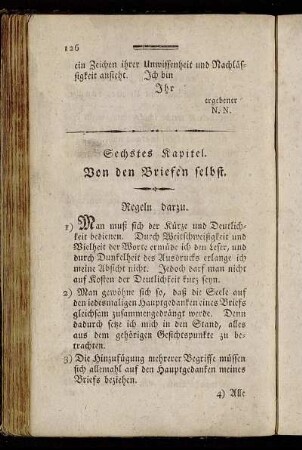 126
ein Zeichen ihrer Unwissenheit und Nachläs-
sigkeit ansieht. Ich bin
Ihr
ergebener
N. N.
Sechstes Kapitel.
Von den Briefen selbst.
Regeln darzu.
1) Man muß sich der Kürze und Deutlich-
keit bedienen. Durch Weitschweifigkeit und
Vielheit der Worte ermüde ich den Leser, und
durch Dunkelheit des Ausdrucks erlange ich
meine Absicht nicht. Jedoch darf man nicht
auf Kosten der Deutlichkeit kurz seyn.
2) Man gewöhne sich so, daß die Seele auf
den jedesmaligen Hauptgedanken eines Briefs
gleichsam zusammengedrängt werde. Denn
dadurch setze ich mich in den Stand, alles
aus dem gehörigen Gesichtspunkte zu be-
trachten.
3) Die Hinzufügung mehrerer Begriffe müssen
sich allemahl auf den Hauptgedanken meines
Briefs beziehen.
4) Alle